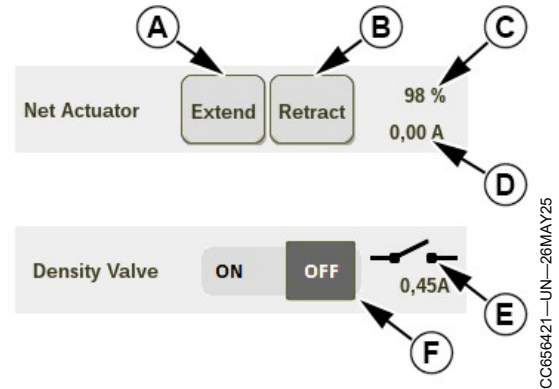 A
B
C
Net Actuator
Extend
Retract
98 %
0,00 A
D
Density Valve
ON
OFF
0,45A
E
F
CC656421—UN—26MAY25